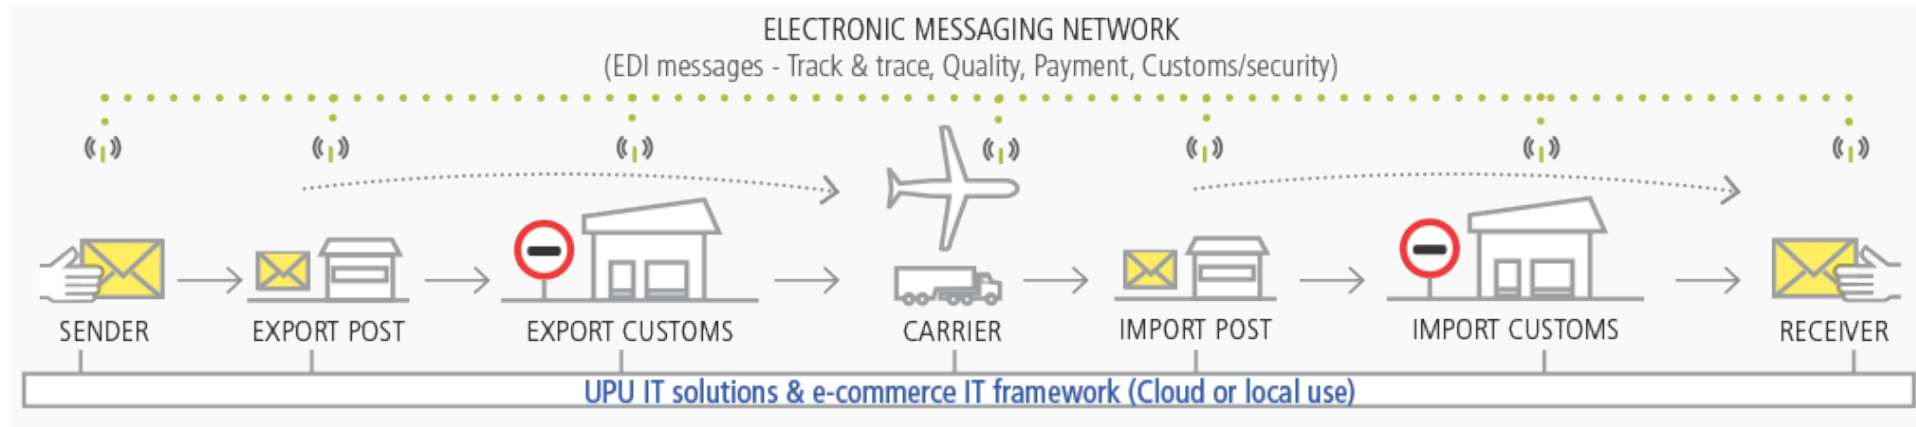 ELECTRONIC MESSAGING NETWORK
(EDI messages - Track & trace, Quality, Payment, Customs/security)
SENDER
EXPORT POST
EXPORT CUSTOMS
CARRIER
IMPORT POST
IMPORT CUSTOMS
RECEIVER
UPU IT solutions & e-commerce IT framework (Cloud or local use)